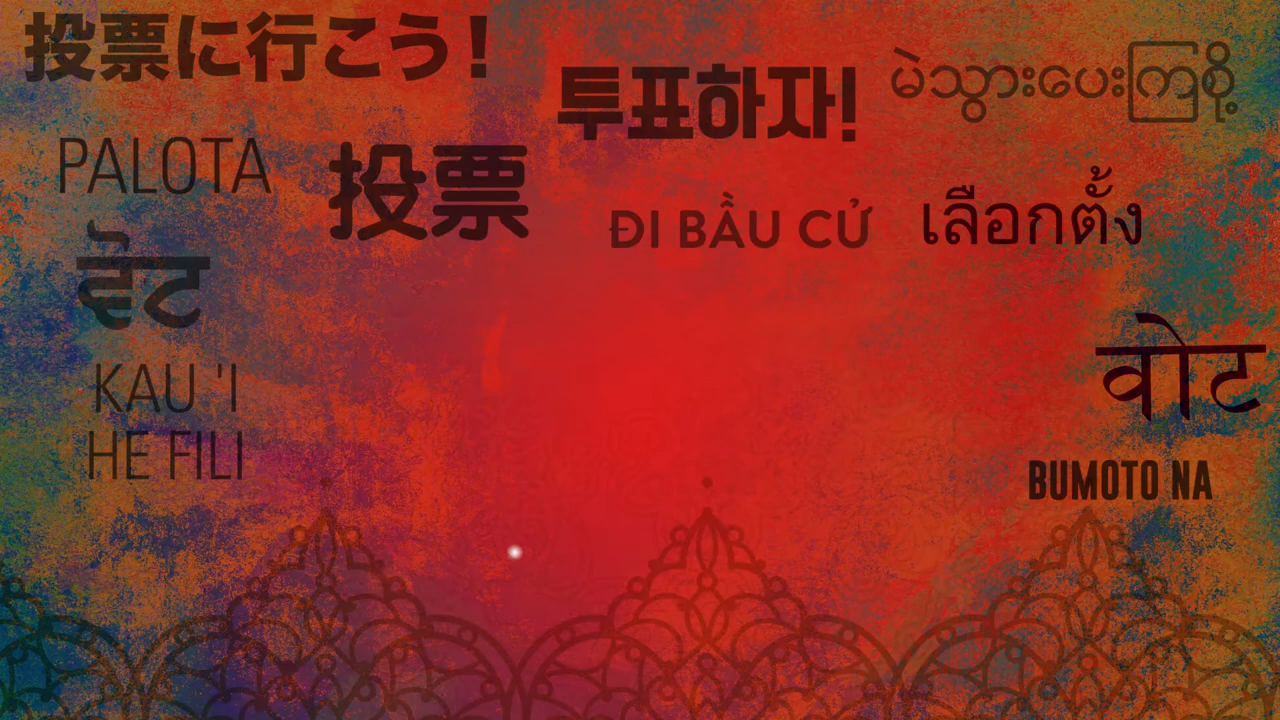 投票に行こう!
투표하자!
မဲသွားပေးကြစို့
PALOTA
投票
ĐI BẦU CỬ
เลือกตั้ง
ਵੋਟ
वोट
KAU 'I
HE FILI
BUMOTO NA